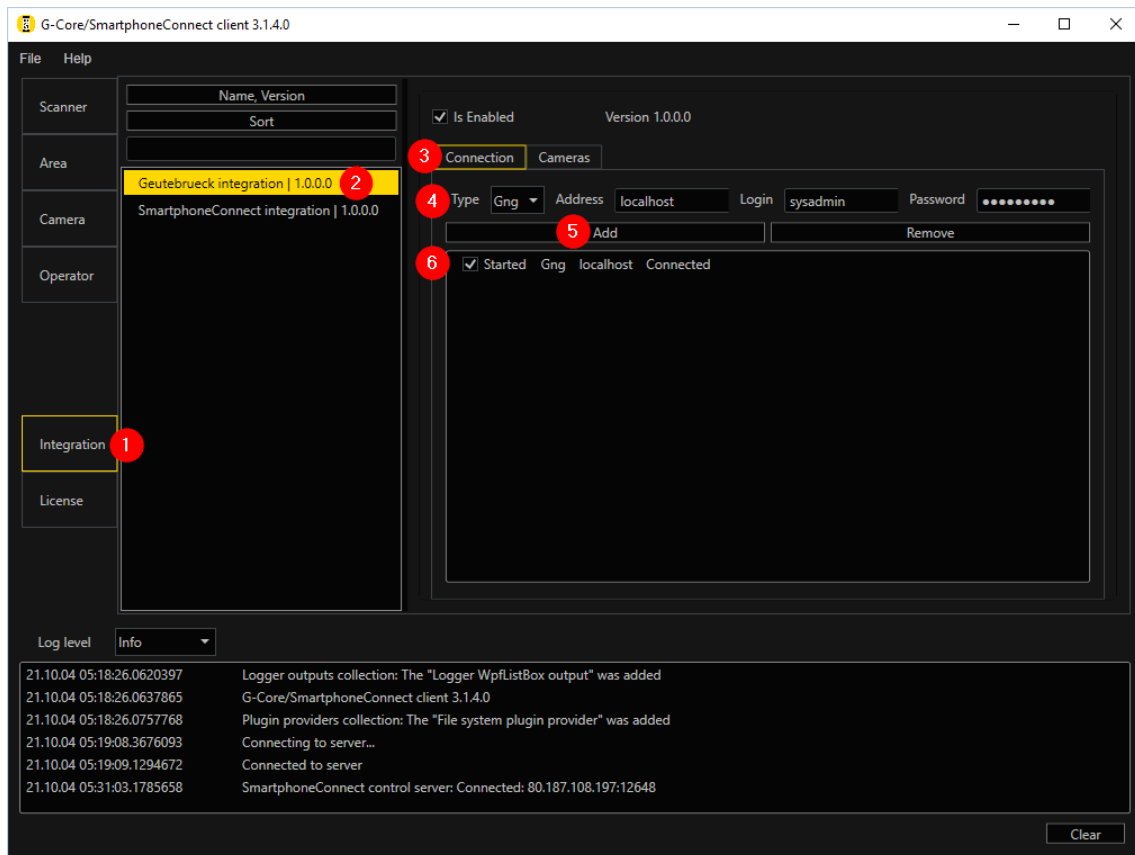 G-Core/SmartphoneConnect client 3.1.4.0
File Help
Scanner
Area
Camera
Operator
Integration 1
License
Name, Version
Sort
Geutebrueck integration | 1.0.0.0 2
SmartphoneConnect integration | 1.0.0.0
Is Enabled Version 1.0.0.0
3 Connection Cameras
4 Type Gng Address localhost Login sysadmin Password ●●●●●●●●●
5 Add Remove
6 Started Gng localhost Connected
Log level Info
21.10.04 05:18:26.0620397 Logger outputs collection: The "Logger WpfListBox output" was added
21.10.04 05:18:26.0637865 G-Core/SmartphoneConnect client 3.1.4.0
21.10.04 05:18:26.0757768 Plugin providers collection: The "File system plugin provider" was added
21.10.04 05:19:08.3676093 Connecting to server...
21.10.04 05:19:09.1294672 Connected to server
21.10.04 05:31:03.1785658 SmartphoneConnect control server: Connected: 80.187.108.197:12648
Clear